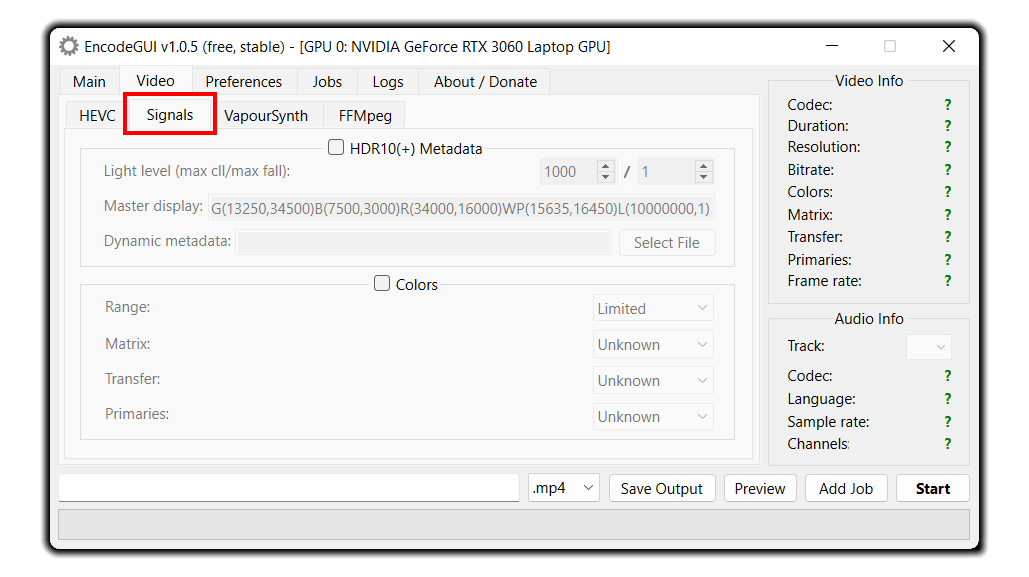 EncodeGUI v1.0.5 (free, stable) - [GPU 0: NVIDIA GeForce RTX 3060 Laptop GPU]
Main Video Preferences Jobs Logs About / Donate
HEVC Signals VapourSynth FFMpeg
HDR10(+) Metadata
Light level (max cll/max fall): 1000 / 1
Master display: G(13250,34500)B(7500,3000)R(34000,16000)WP(15635,16450)L(10000000,1)
Dynamic metadata: Select File
Colors
Range: Limited
Matrix: Unknown
Transfer: Unknown
Primaries: Unknown
Video Info
Codec: ?
Duration: ?
Resolution: ?
Bitrate: ?
Colors: ?
Matrix: ?
Transfer: ?
Primaries: ?
Frame rate: ?
Audio Info
Track:
Codec: ?
Language: ?
Sample rate: ?
Channels: ?
.mp4 Save Output Preview Add Job Start